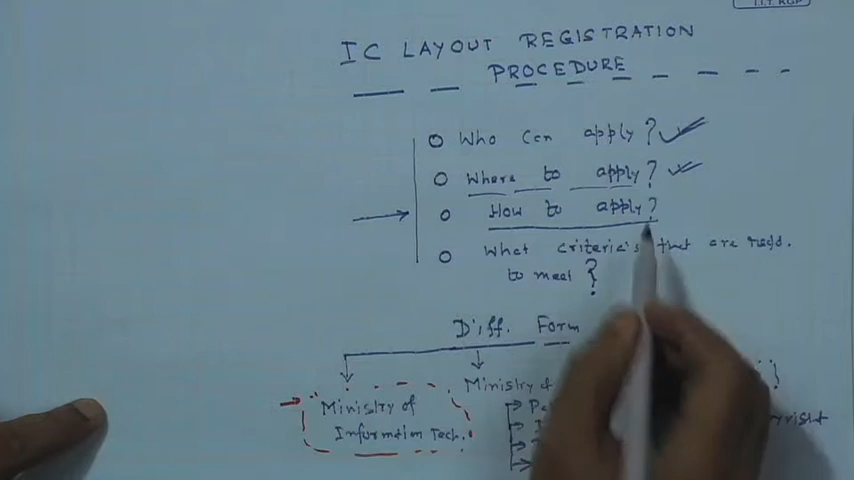 I.I.T. KGP
IC LAYOUT REGISTRATION
PROCEDURE
Who can apply?
Where to apply?
How to apply?
What criteria's that are reqd.
to meet?
Diff. Form
Ministry of
Ministry of
Information Tech.